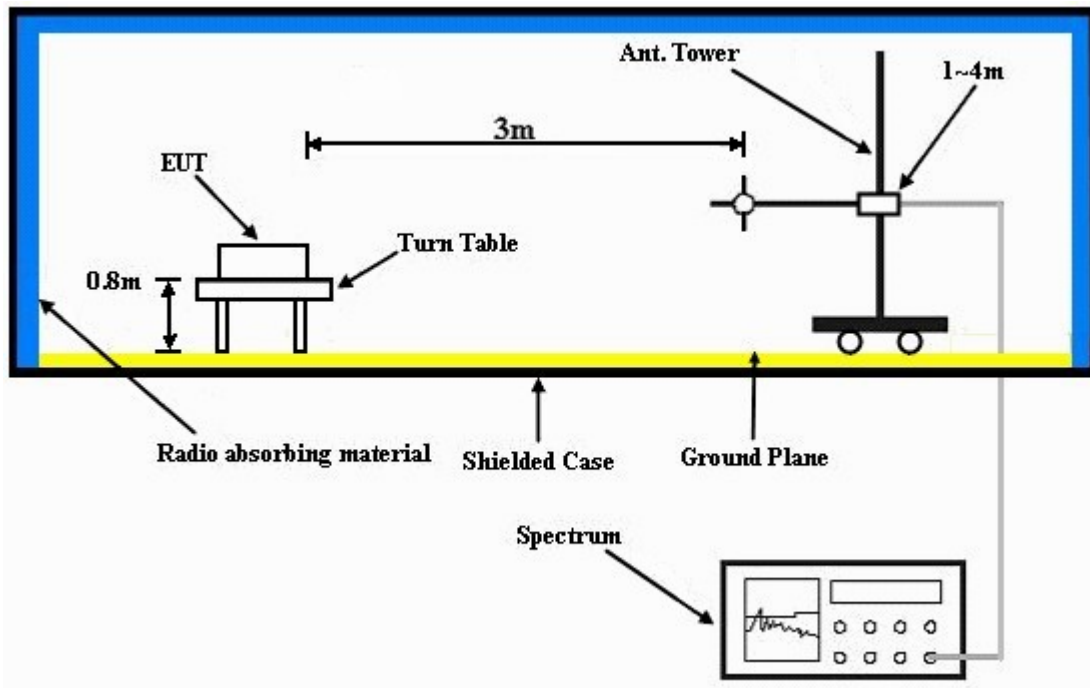 Ant. Tower
1~4m
3m
EUT
Turn Table
0.8m
Radio absorbing material
Shielded Case
Ground Plane
Spectrum